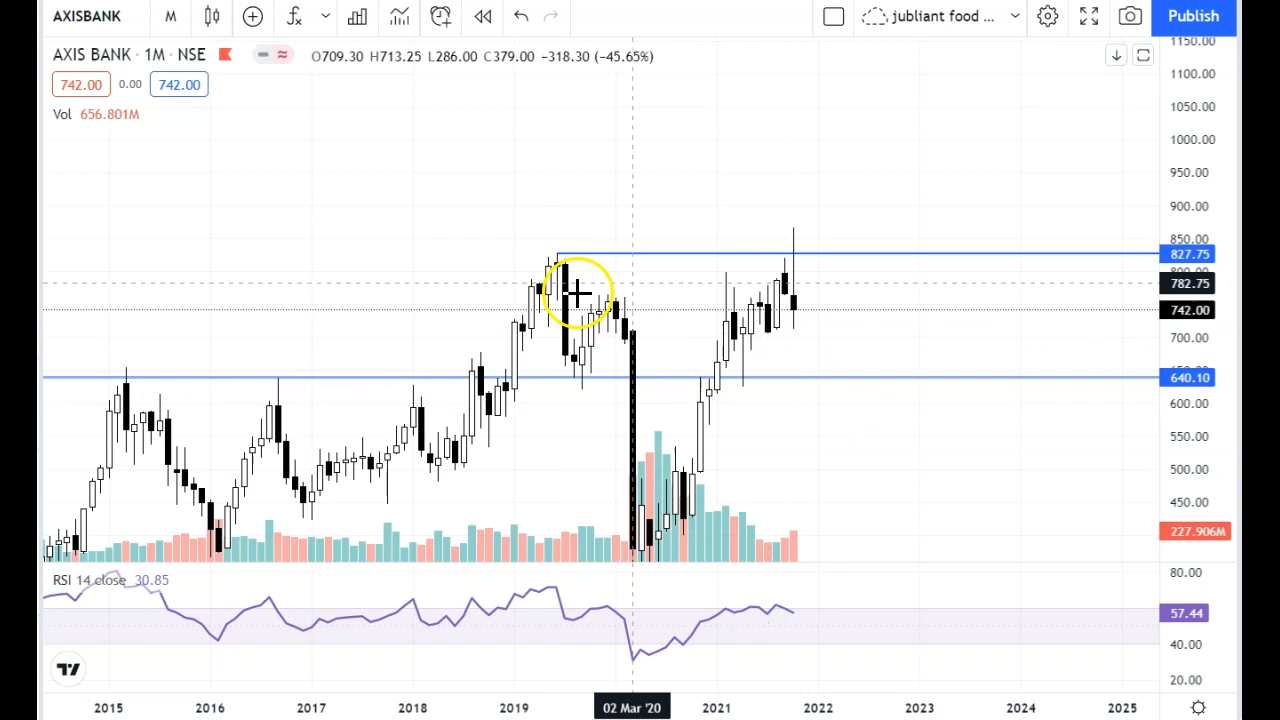 AXISBANK M jubliant food ... Publish
AXIS BANK · 1M · NSE O709.30 H713.25 L286.00 C379.00 −318.30 (−45.65%)
742.00 0.00 742.00
Vol 656.801M
1150.00
1100.00
1050.00
1000.00
950.00
900.00
850.00
827.75
782.75
742.00
700.00
640.10
600.00
550.00
500.00
450.00
227.906M
RSI 14 close 30.85
80.00
57.44
40.00
20.00
2015 2016 2017 2018 2019 02 Mar '20 2021 2022 2023 2024 2025